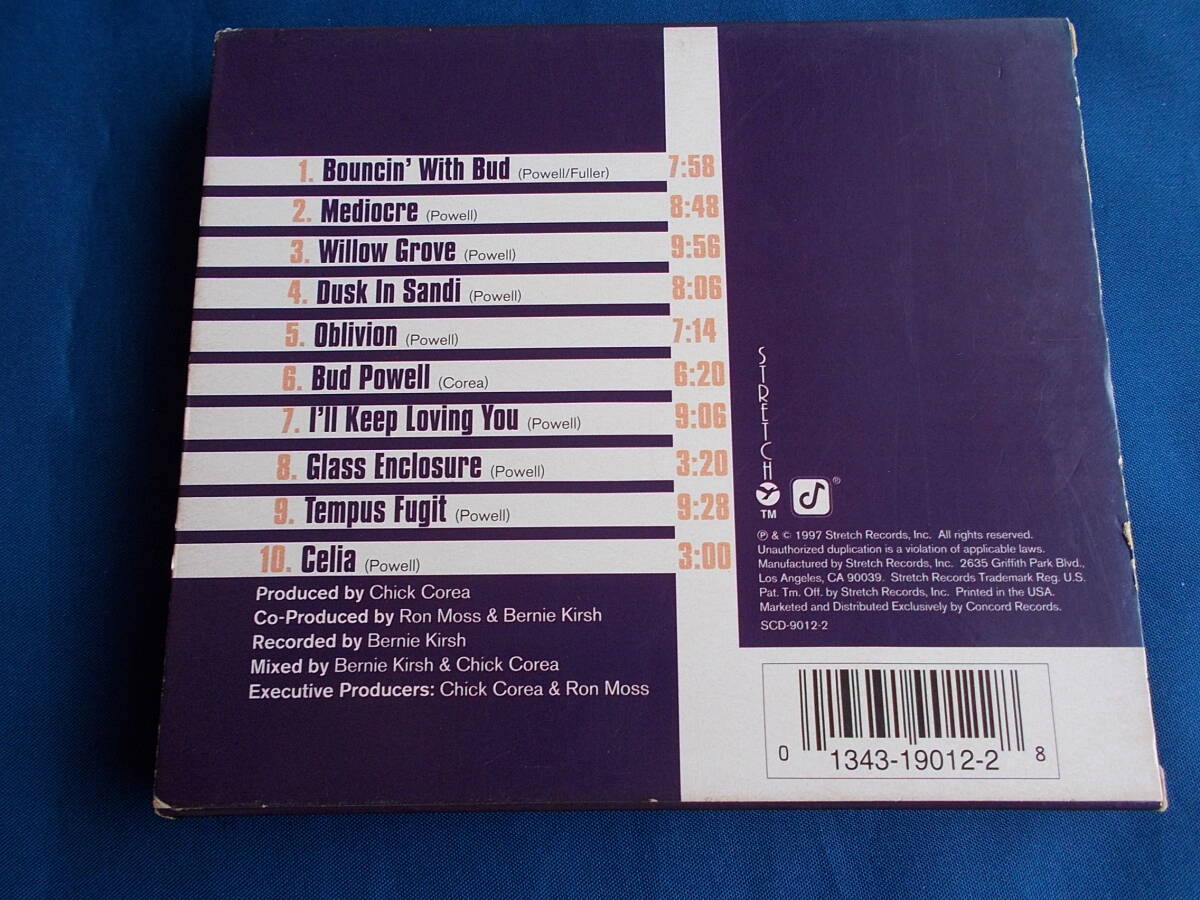 1. Bouncin' With Bud (Powell/Fuller) 7:58
2. Mediocre (Powell) 8:48
3. Willow Grove (Powell) 9:56
4. Dusk In Sandi (Powell) 8:06
5. Oblivion (Powell) 7:14
6. Bud Powell (Corea) 6:20
7. I'll Keep Loving You (Powell) 9:06
8. Glass Enclosure (Powell) 3:20
9. Tempus Fugit (Powell) 9:28
10. Celia (Powell) 3:00
Produced by Chick Corea
Co-Produced by Ron Moss & Bernie Kirsh
Recorded by Bernie Kirsh
Mixed by Bernie Kirsh & Chick Corea
Executive Producers: Chick Corea & Ron Moss
STRETCH
TM ®
℗ & © 1997 Stretch Records, Inc. All rights reserved.
Unauthorized duplication is a violation of applicable laws.
Manufactured by Stretch Records, Inc. 2635 Griffith Park Blvd.,
Los Angeles, CA 90039. Stretch Records Trademark Reg. U.S.
Pat. Tm. Off. by Stretch Records, Inc. Printed in the USA.
Marketed and Distributed Exclusively by Concord Records.
SCD-9012-2
0 1343-19012-2 8